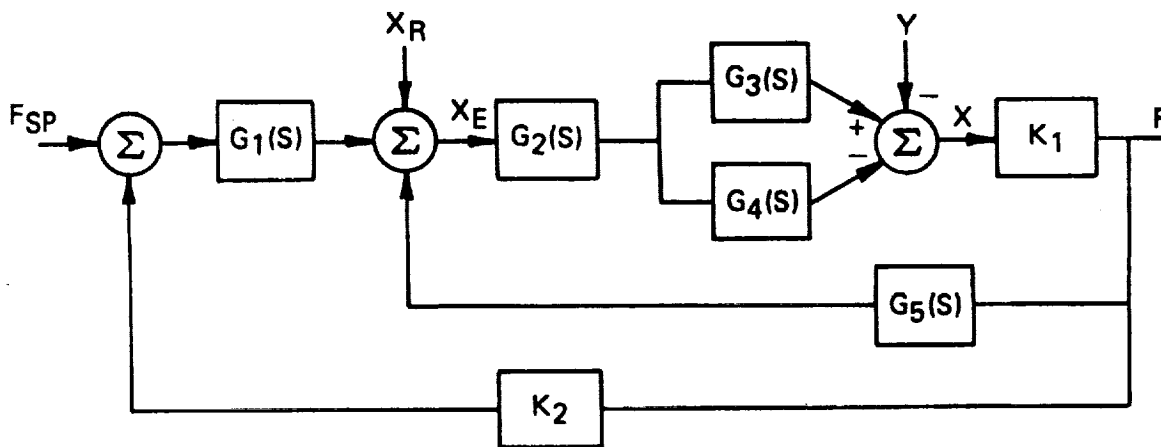 X_R
Y
F_SP
Σ
G_1(S)
Σ
X_E
G_2(S)
G_3(S)
G_4(S)
+
−
−
Σ
X
K_1
F
G_5(S)
K_2